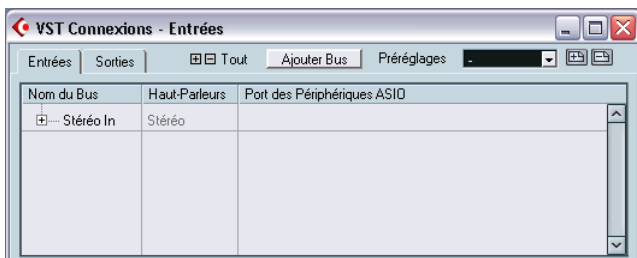 VST Connexions - Entrées
Entrées Sorties Tout Ajouter Bus Préréglages -
Nom du Bus Haut-Parleurs Port des Périphériques ASIO
Stéréo In Stéréo